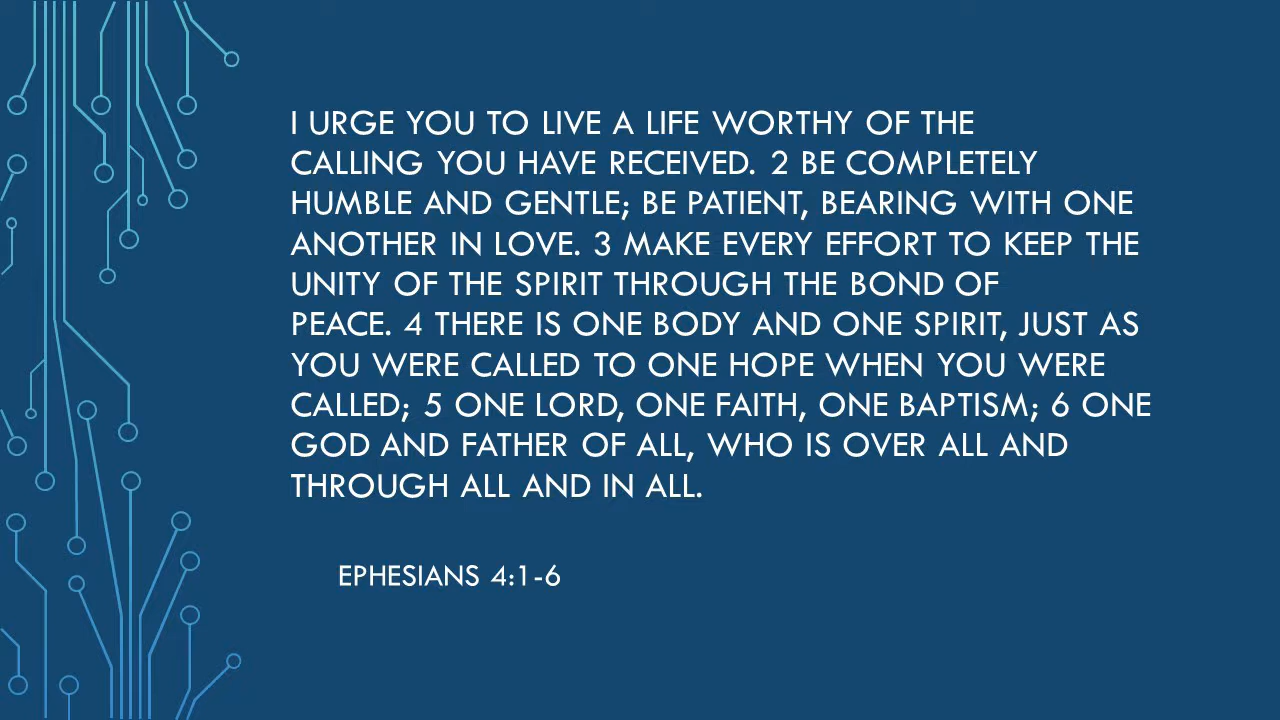 I URGE YOU TO LIVE A LIFE WORTHY OF THE
CALLING YOU HAVE RECEIVED. 2 BE COMPLETELY
HUMBLE AND GENTLE; BE PATIENT, BEARING WITH ONE
ANOTHER IN LOVE. 3 MAKE EVERY EFFORT TO KEEP THE
UNITY OF THE SPIRIT THROUGH THE BOND OF
PEACE. 4 THERE IS ONE BODY AND ONE SPIRIT, JUST AS
YOU WERE CALLED TO ONE HOPE WHEN YOU WERE
CALLED; 5 ONE LORD, ONE FAITH, ONE BAPTISM; 6 ONE
GOD AND FATHER OF ALL, WHO IS OVER ALL AND
THROUGH ALL AND IN ALL.
EPHESIANS 4:1-6